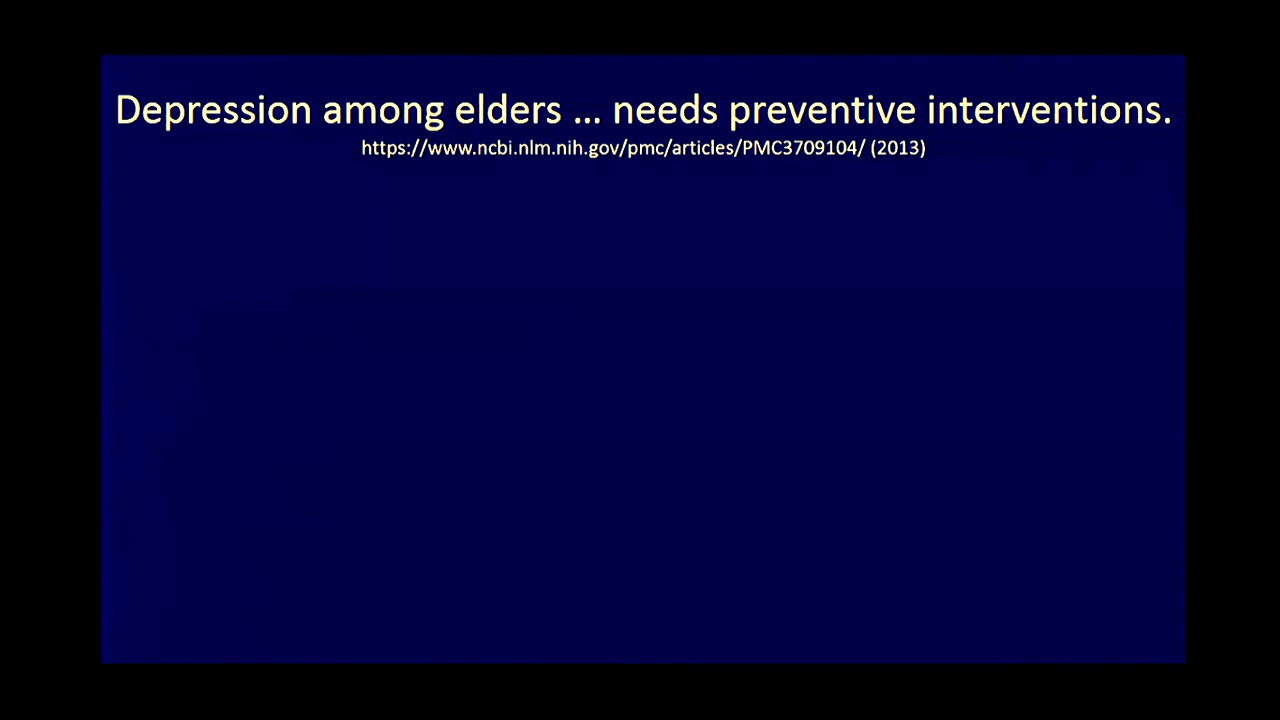 Depression among elders … needs preventive interventions.
https://www.ncbi.nlm.nih.gov/pmc/articles/PMC3709104/ (2013)